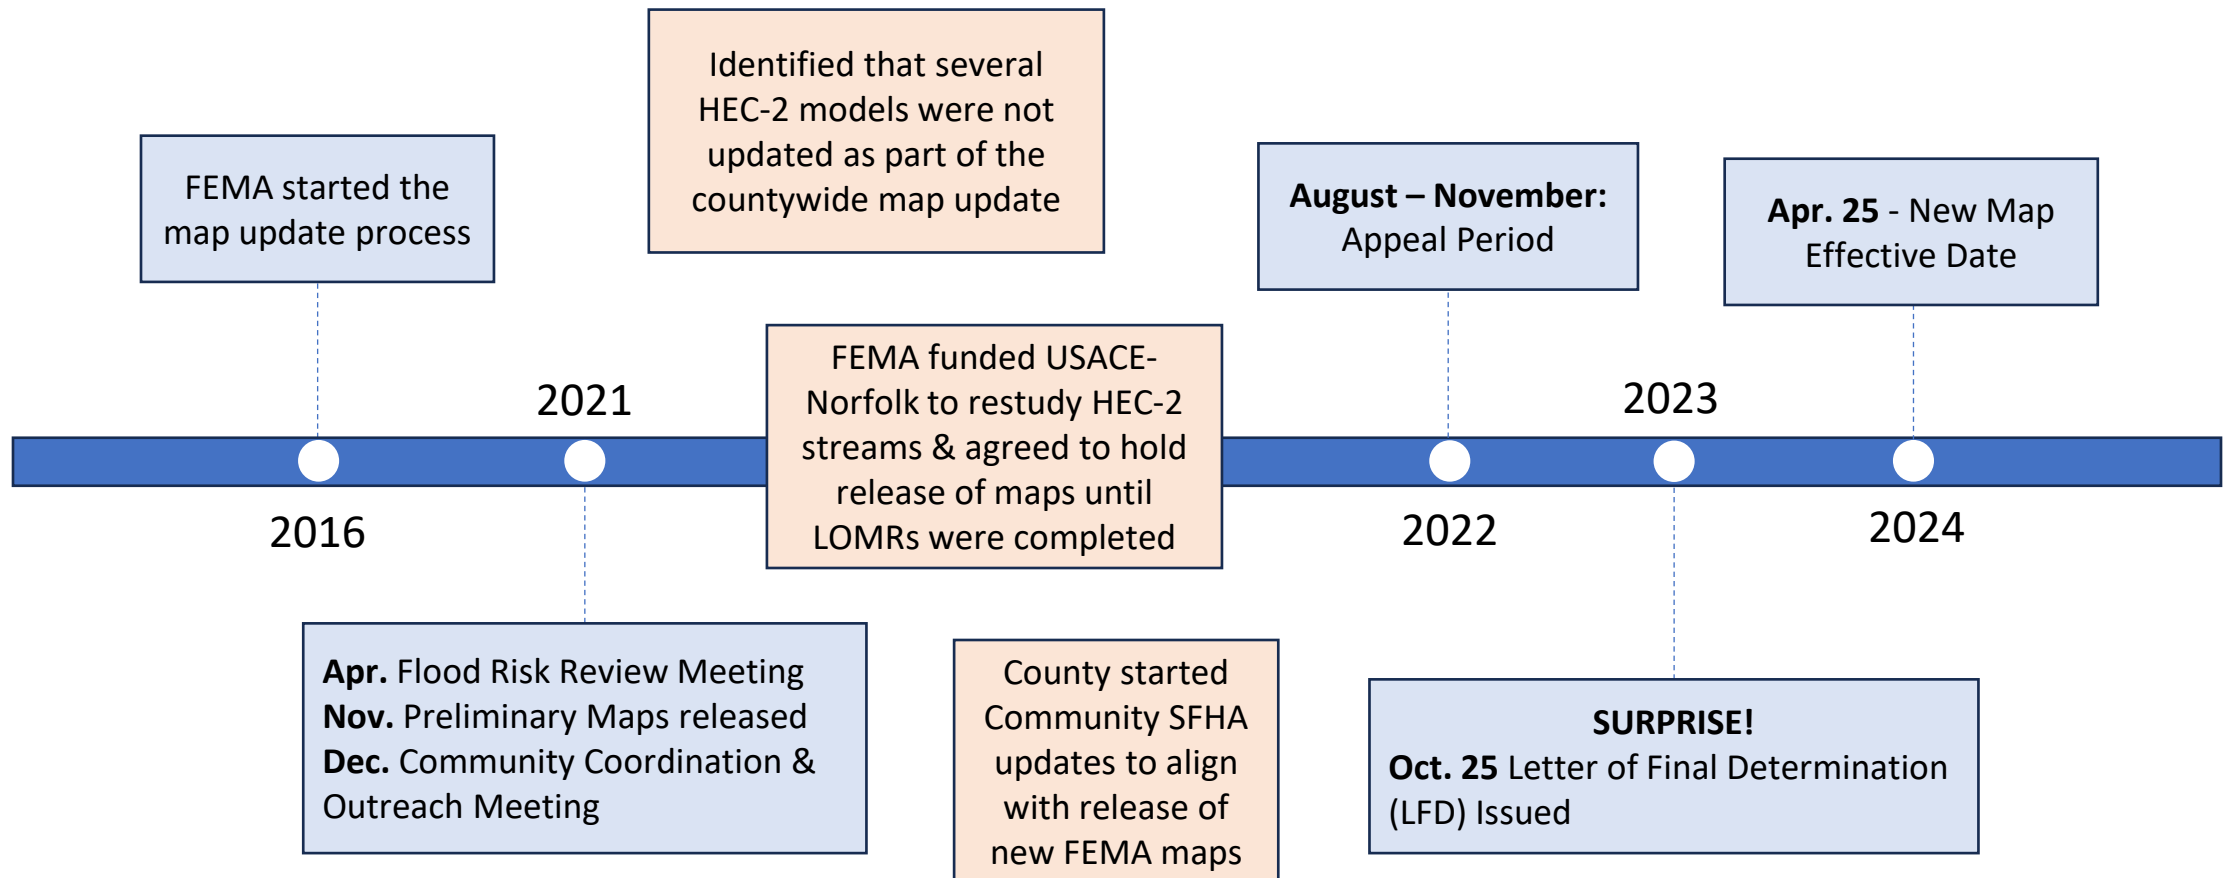 FEMA started the
map update process
2016
2021
Apr. Flood Risk Review Meeting
Nov. Preliminary Maps released
Dec. Community Coordination &
Outreach Meeting
Identified that several
HEC-2 models were not
updated as part of the
countywide map update
FEMA funded USACE-
Norfolk to restudy HEC-2
streams & agreed to hold
release of maps until
LOMRs were completed
County started
Community SFHA
updates to align
with release of
new FEMA maps
August – November:
Appeal Period
2022
2023
SURPRISE!
Oct. 25 Letter of Final Determination
(LFD) Issued
Apr. 25 - New Map
Effective Date
2024